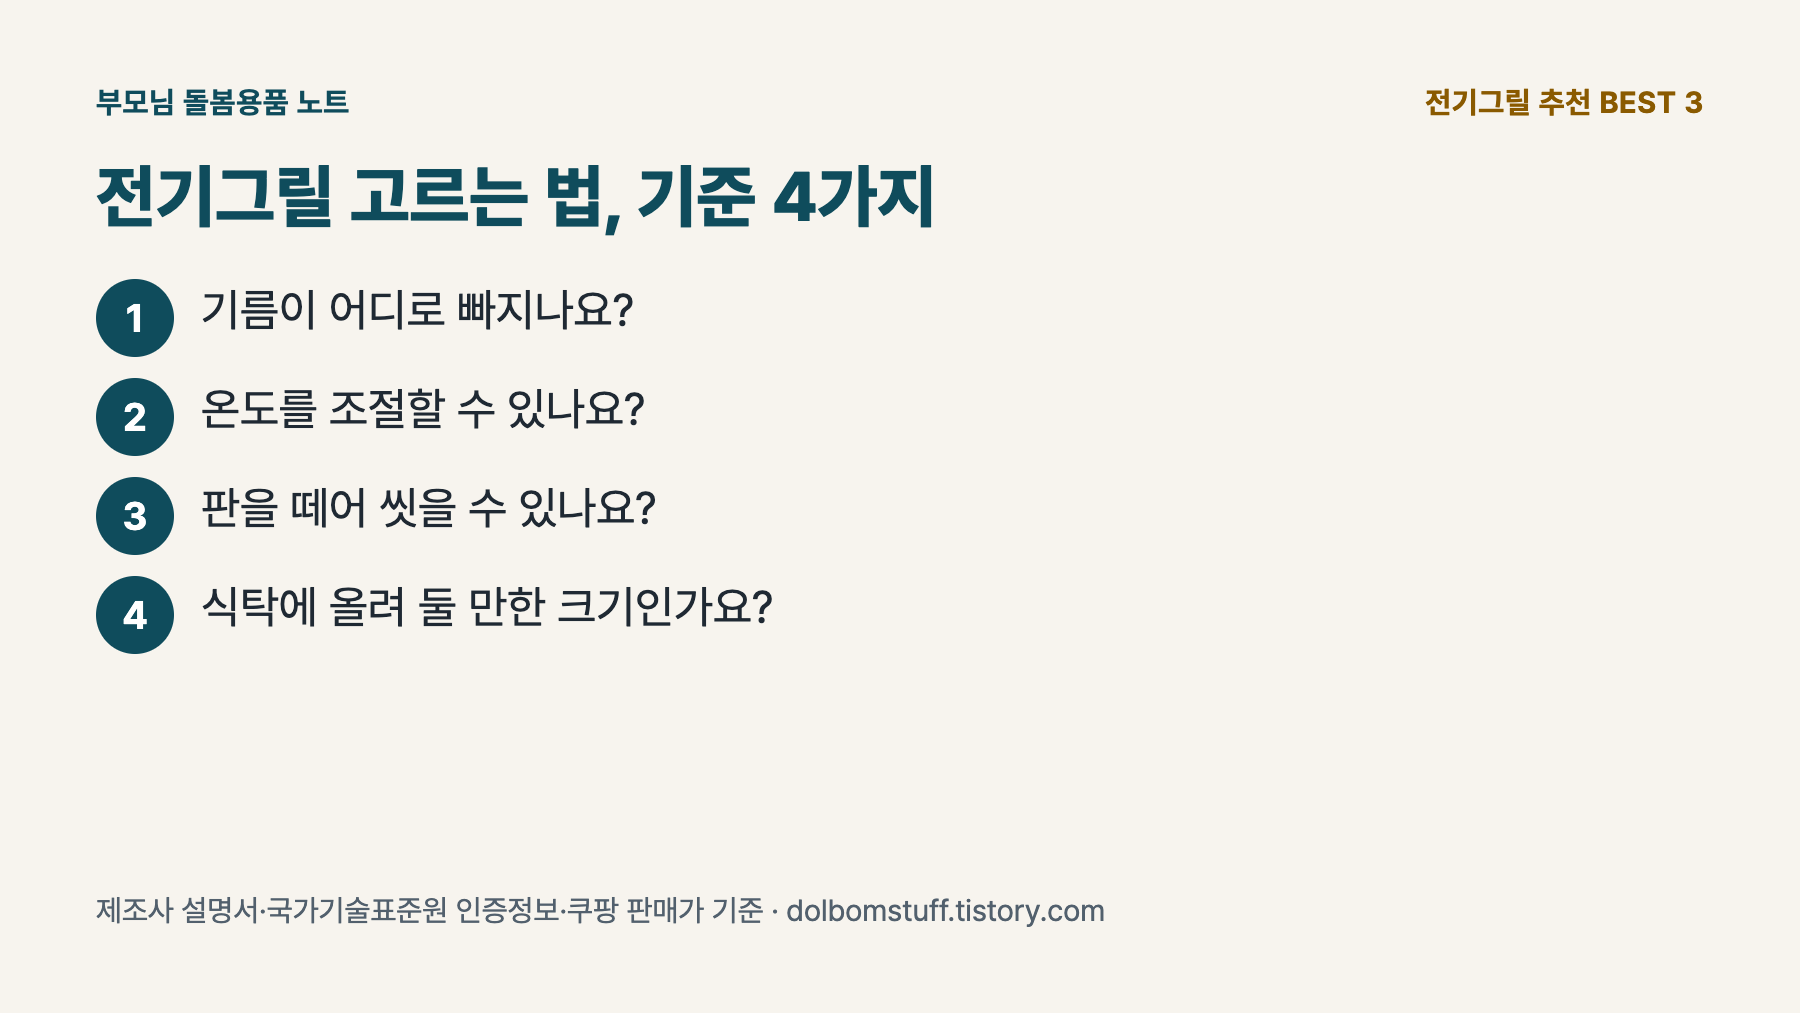 부모님 돌봄용품 노트
전기그릴 추천 BEST 3
전기그릴 고르는 법, 기준 4가지
1 기름이 어디로 빠지나요?
2 온도를 조절할 수 있나요?
3 판을 떼어 씻을 수 있나요?
4 식탁에 올려 둘 만한 크기인가요?
제조사 설명서·국가기술표준원 인증정보·쿠팡 판매가 기준 · dolbomstuff.tistory.com